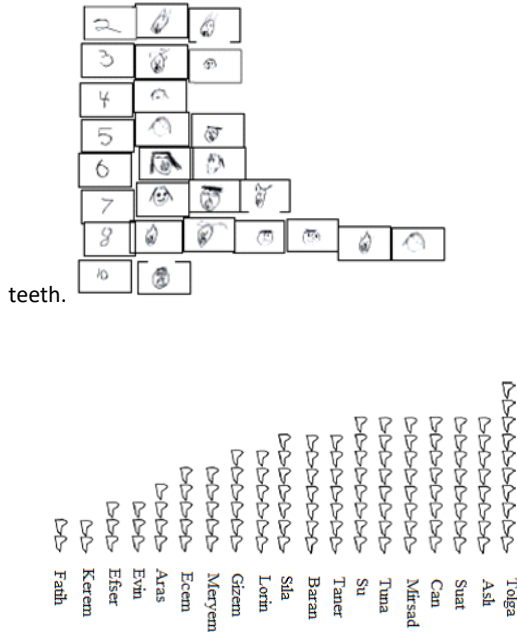 2
3
4
5
6
7
8
10
teeth.
Fatih
Kerem
Efser
Evin
Aras
Ecem
Meryem
Gizem
Lorin
Sıla
Baran
Taner
Su
Tuna
Mirsad
Can
Suat
Aslı
Tolga